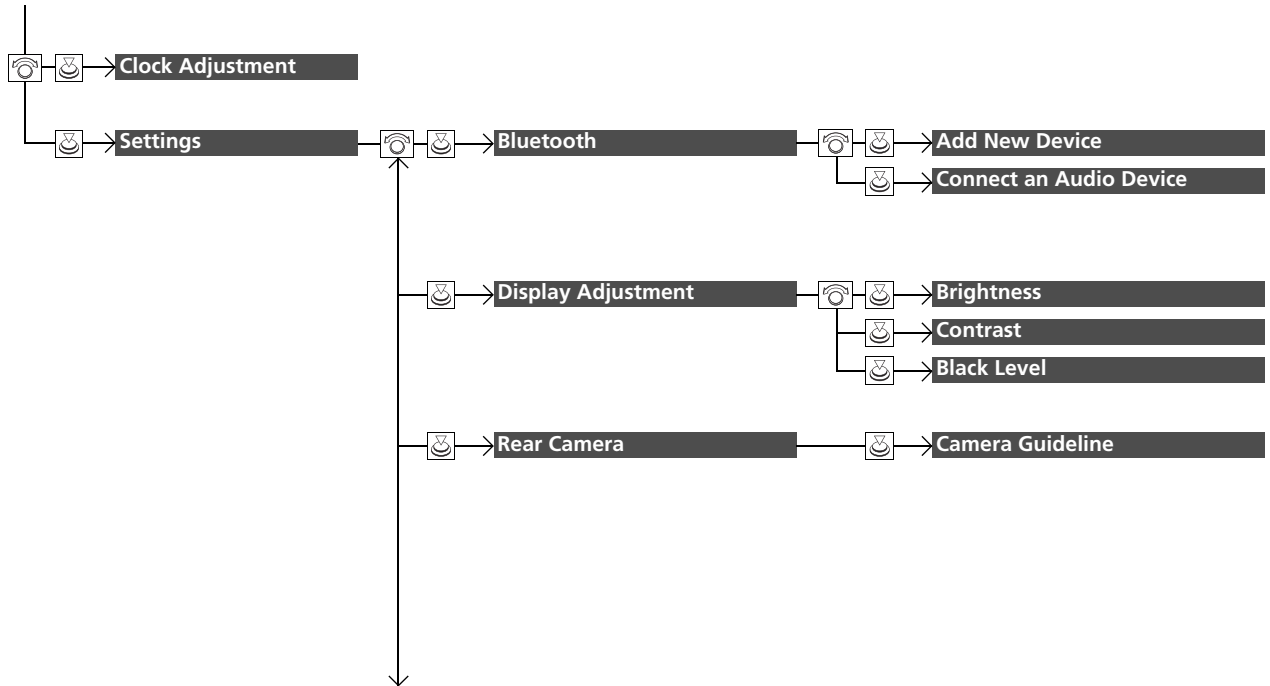 Clock Adjustment
Settings
Bluetooth
Add New Device
Connect an Audio Device
Display Adjustment
Brightness
Contrast
Black Level
Rear Camera
Camera Guideline